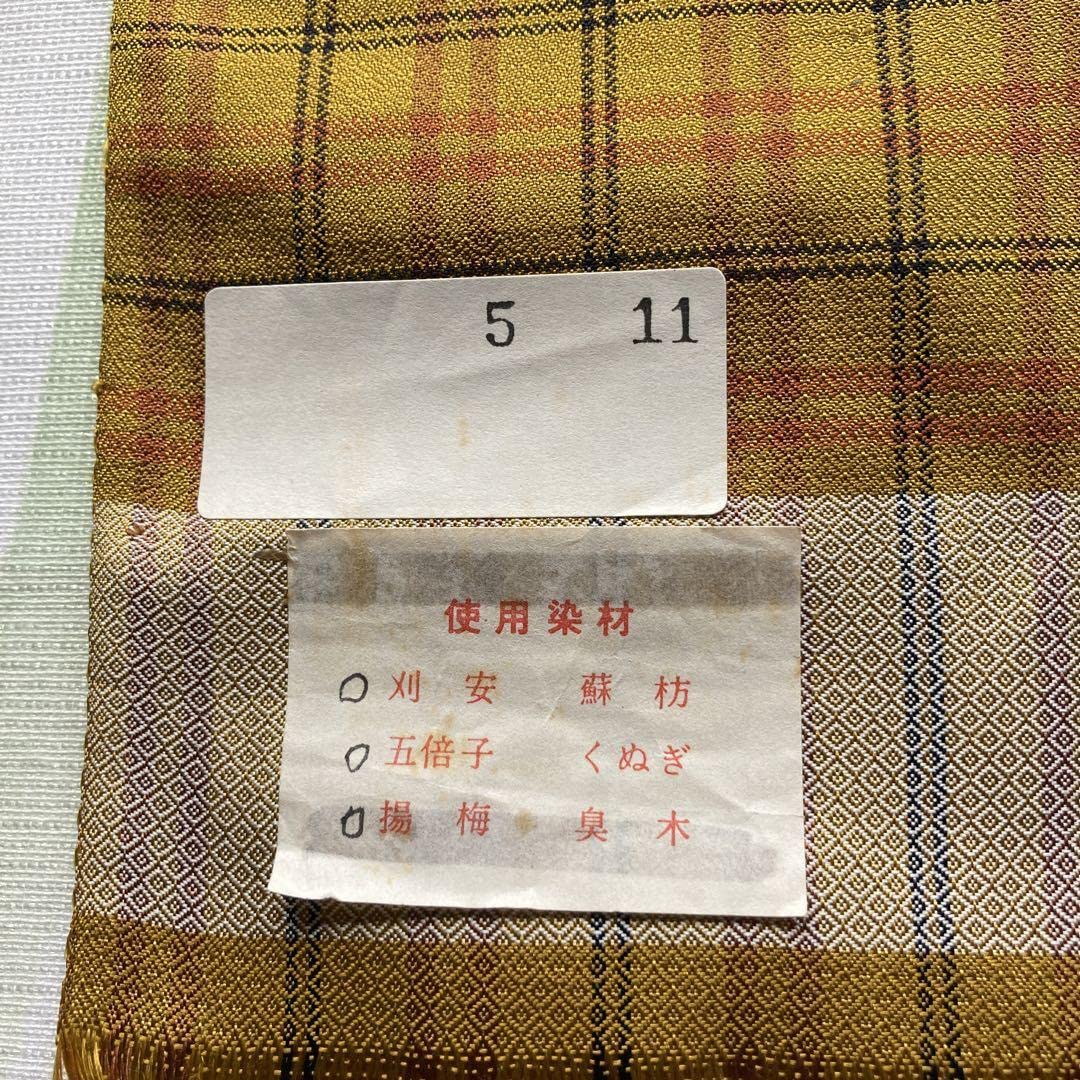 5 11
使用染材
○ 刈安 蘇枋
○ 五倍子 くぬぎ
○ 揚梅 臭木